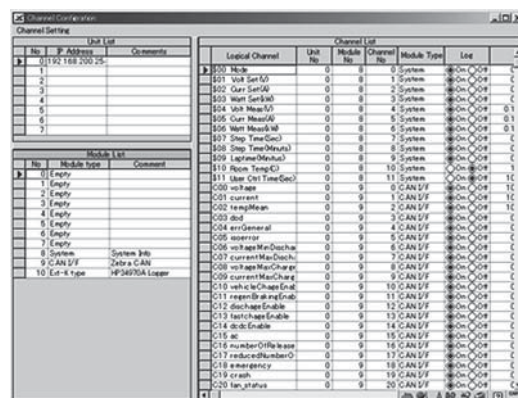 Channel Configration
Channel Setting
Unit List
No IP Address Comments
0 192.168.200.25-
1
2
3
4
5
6
7
Module List
No Module type Comment
0 Empty
1 Empty
2 Empty
3 Empty
4 Empty
5 Empty
6 Empty
7 Empty
8 System System Info
9 CAN I/F Zebra CAN
10 Ext-K type HP34970A Logger
Channel List
Logical Channel Unit No Module No Channel No Module Type Log
S00 Mode 0 8 0 System On Off
S01 Volt Set(V) 0 8 1 System On Off
S02 Curr Set(A) 0 8 2 System On Off
S03 Watt Set(kW) 0 8 3 System On Off
S04 Volt Meas(V) 0 8 4 System On Off 0.1
S05 Curr Meas(A) 0 8 5 System On Off 0.1
S06 Watt Meas(kW) 0 8 6 System On Off
S07 Step Time(Sec) 0 8 7 System On Off
S08 Step Time(Minuts) 0 8 8 System On Off
S09 Laptime(Minitus) 0 8 9 System On Off
S10 Room Temp(C) 0 8 10 System On Off
S11 User Ctrl Time(Sec) 0 8 11 System On Off
C00 voltage 0 9 0 CAN I/F On Off
C01 current 0 9 1 CAN I/F On Off
C02 tempMean 0 9 2 CAN I/F On Off
C03 dod 0 9 3 CAN I/F On Off
C04 errGeneral 0 9 4 CAN I/F On Off
C05 isoerror 0 9 5 CAN I/F On Off
C06 voltageMinDischa 0 9 6 CAN I/F On Off
C07 currentMaxDischa 0 9 7 CAN I/F On Off
C08 voltageMaxCharge 0 9 8 CAN I/F On Off
C09 currentMaxCharg 0 9 9 CAN I/F On Off
C10 vehicleChageEnab 0 9 10 CAN I/F On Off
C11 regenBrakingEnab 0 9 11 CAN I/F On Off
C12 dischageEnable 0 9 12 CAN I/F On Off
C13 fastchageEnable 0 9 13 CAN I/F On Off
C14 dcdcEnable 0 9 14 CAN I/F On Off
C15 ac 0 9 15 CAN I/F On Off
C16 numberOfRelease 0 9 16 CAN I/F On Off
C17 reducedNumberO 0 9 17 CAN I/F On Off
C18 emergency 0 9 18 CAN I/F On Off
C19 crash 0 9 19 CAN I/F On Off
C20 fan_status 0 9 20 CAN I/F On Off